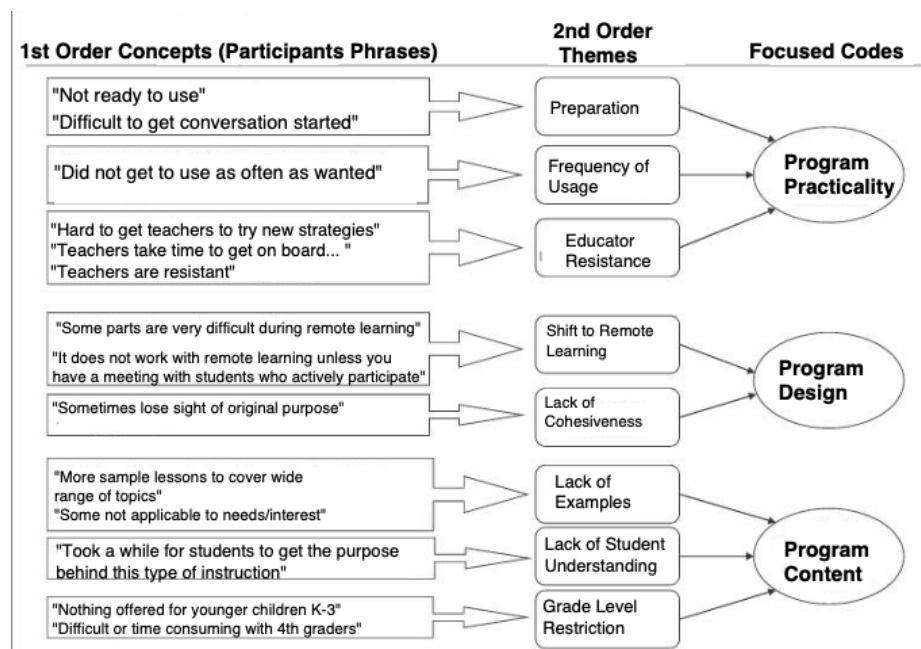 1st Order Concepts (Participants Phrases)
2nd Order
Themes
Focused Codes
"Not ready to use"
"Difficult to get conversation started"
Preparation
"Did not get to use as often as wanted"
Frequency of
Usage
"Hard to get teachers to try new strategies"
"Teachers take time to get on board... "
"Teachers are resistant"
Educator
Resistance
Program
Practicality
"Some parts are very difficult during remote learning"
"It does not work with remote learning unless you
have a meeting with students who actively participate"
Shift to Remote
Learning
"Sometimes lose sight of original purpose"
Lack of
Cohesiveness
Program
Design
"More sample lessons to cover wide
range of topics"
"Some not applicable to needs/interest"
Lack of
Examples
"Took a while for students to get the purpose
behind this type of instruction"
Lack of Student
Understanding
"Nothing offered for younger children K-3"
"Difficult or time consuming with 4th graders"
Grade Level
Restriction
Program
Content